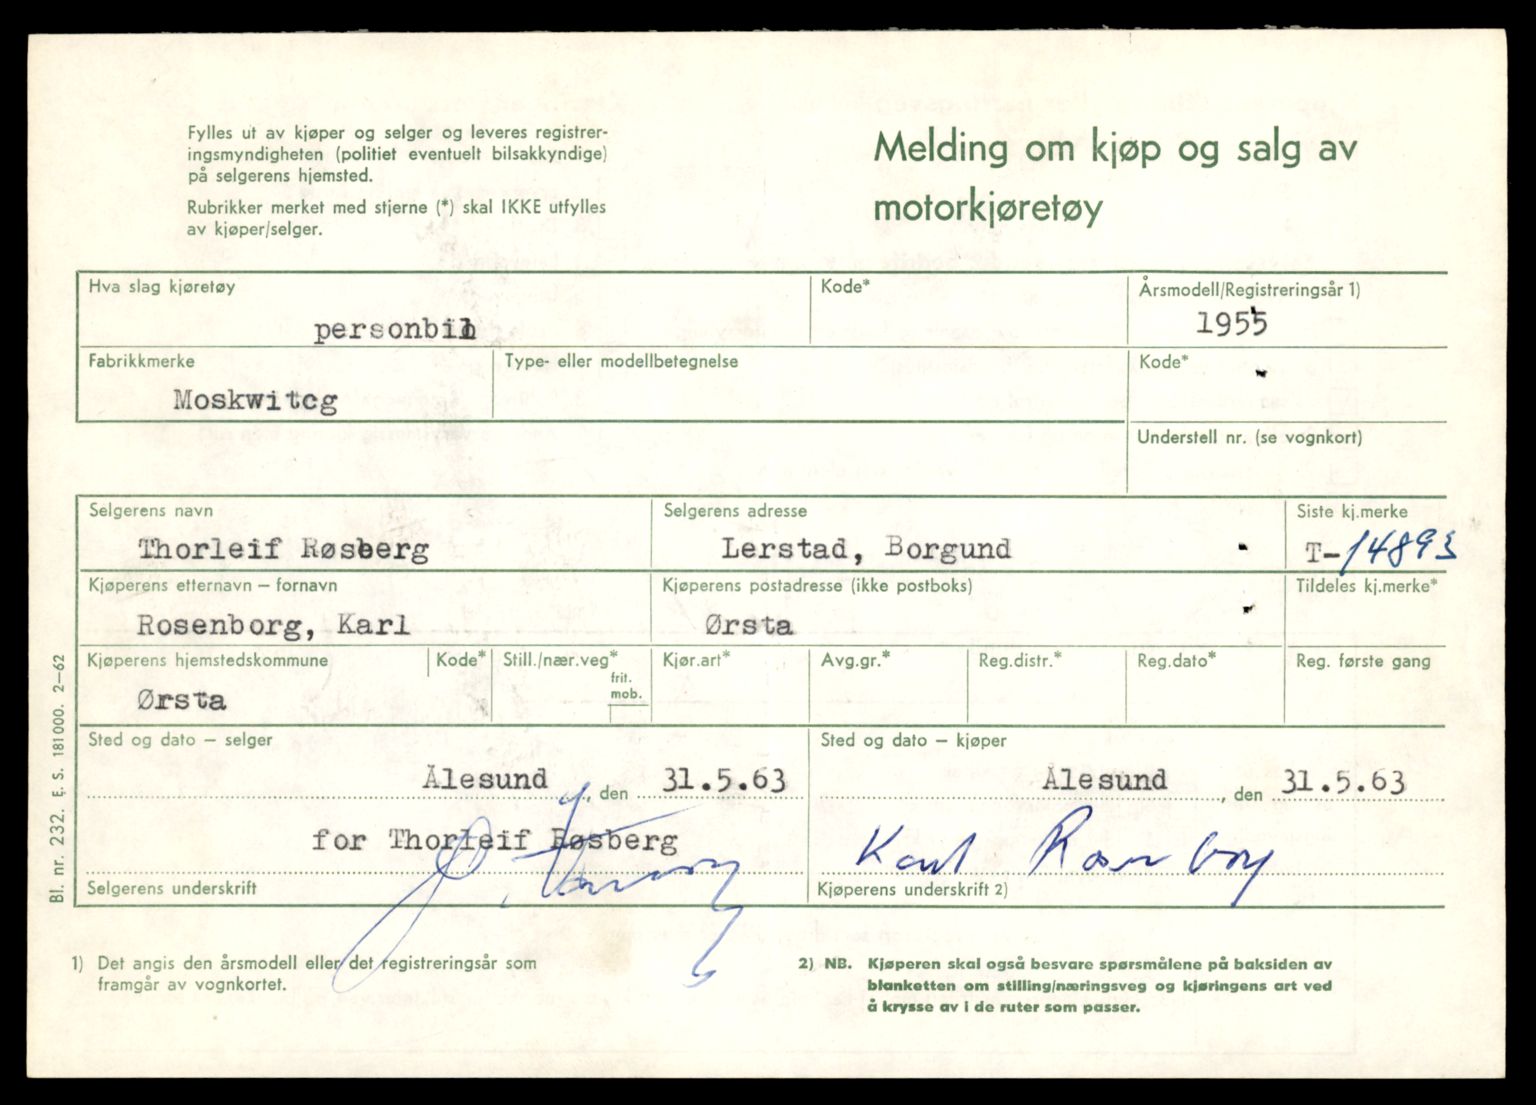 Fylles ut av kjøper og selger og leveres registrer-
ingsmyndigheten (politiet eventuelt bilsakkyndige)
på selgerens hjemsted.
Rubrikker merket med stjerne (*) skal IKKE utfylles
av kjøper/selger.
Melding om kjøp og salg av
motorkjøretøy
Hva slag kjøretøy
Kode*
Årsmodell/Registreringsår 1)
personbil
1955
Fabrikkmerke
Type- eller modellbetegnelse
Kode*
Moskwitcg
Understell nr. (se vognkort)
Selgerens navn
Selgerens adresse
Siste kj.merke
Thorleif Røsberg
Lerstad, Borgund
T-14893
Kjøperens etternavn – fornavn
Kjøperens postadresse (ikke postboks)
Tildeles kj.merke*
Rosenborg, Karl
Ørsta
Kjøperens hjemstedskommune
Kode*
Still./nær.veg*
frit.
mob.
Kjør.art*
Avg.gr.*
Reg.distr.*
Reg.dato*
Reg. første gang
Ørsta
Sted og dato – selger
Sted og dato – kjøper
Ålesund, den 31.5.63
Ålesund, den 31.5.63
for Thorleif Røsberg
Karl Rosenborg
Selgerens underskrift
Kjøperens underskrift 2)
1) Det angis den årsmodell eller det registreringsår som
framgår av vognkortet.
2) NB. Kjøperen skal også besvare spørsmålene på baksiden av
blanketten om stilling/næringsveg og kjøringens art ved
å krysse av i de ruter som passer.
Bl. nr. 232. E. S. 181000. 2–62